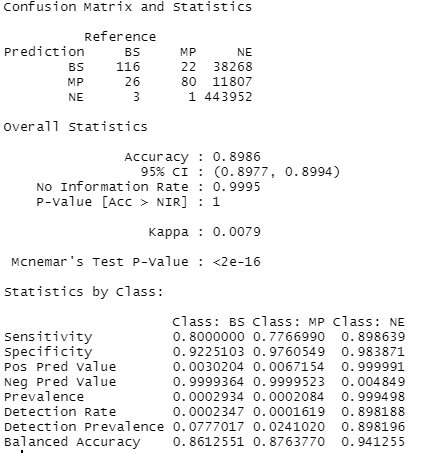 Confusion Matrix and Statistics
Reference
Prediction BS MP NE
BS 116 22 38268
MP 26 80 11807
NE 3 1 443952
Overall Statistics
Accuracy : 0.8986
95% CI : (0.8977, 0.8994)
No Information Rate : 0.9995
P-Value [Acc > NIR] : 1
Kappa : 0.0079
Mcnemar's Test P-Value : <2e-16
Statistics by Class:
Class: BS Class: MP Class: NE
Sensitivity 0.8000000 0.7766990 0.898639
Specificity 0.9225103 0.9760549 0.983871
Pos Pred Value 0.0030204 0.0067154 0.999991
Neg Pred Value 0.9999364 0.9999523 0.004849
Prevalence 0.0002934 0.0002084 0.999498
Detection Rate 0.0002347 0.0001619 0.898188
Detection Prevalence 0.0777017 0.0241020 0.898196
Balanced Accuracy 0.8612551 0.8763770 0.941255